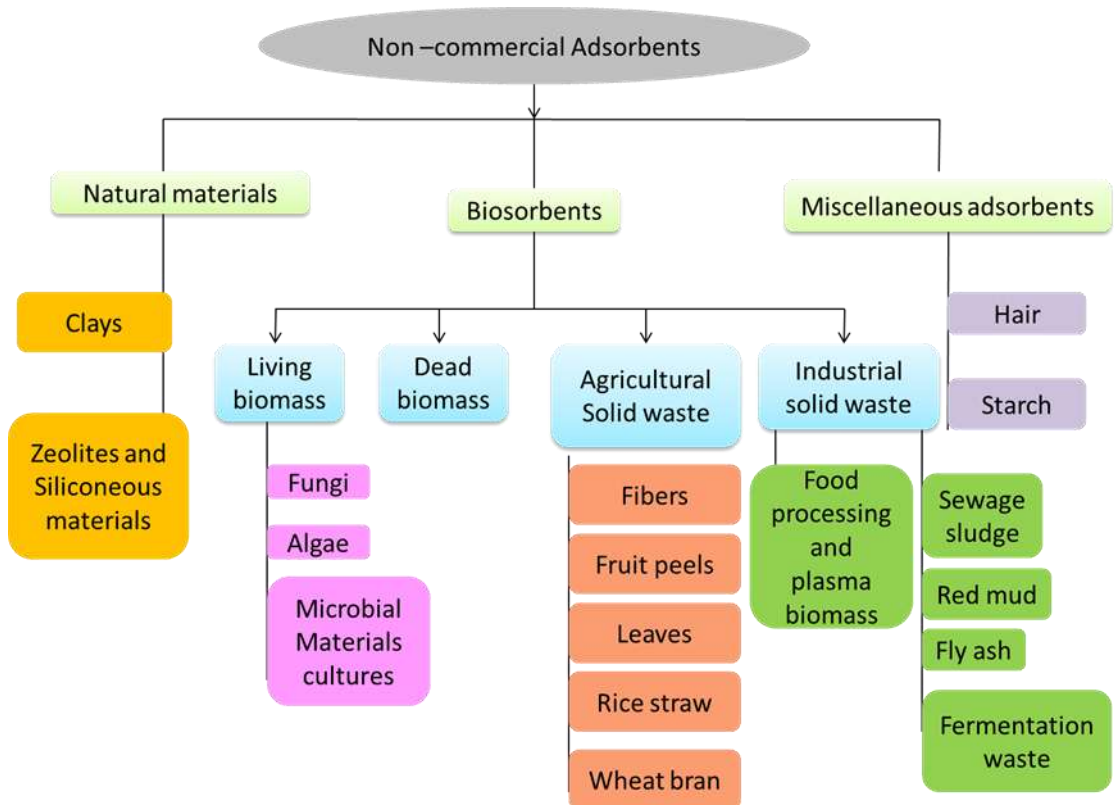 Non –commercial Adsorbents
Natural materials
Biosorbents
Miscellaneous adsorbents
Clays
Zeolites and
Siliconeous
materials
Living
biomass
Dead
biomass
Agricultural
Solid waste
Industrial
solid waste
Hair
Starch
Fungi
Algae
Microbial
Materials
cultures
Fibers
Fruit peels
Leaves
Rice straw
Wheat bran
Food
processing
and
plasma
biomass
Sewage
sludge
Red mud
Fly ash
Fermentation
waste